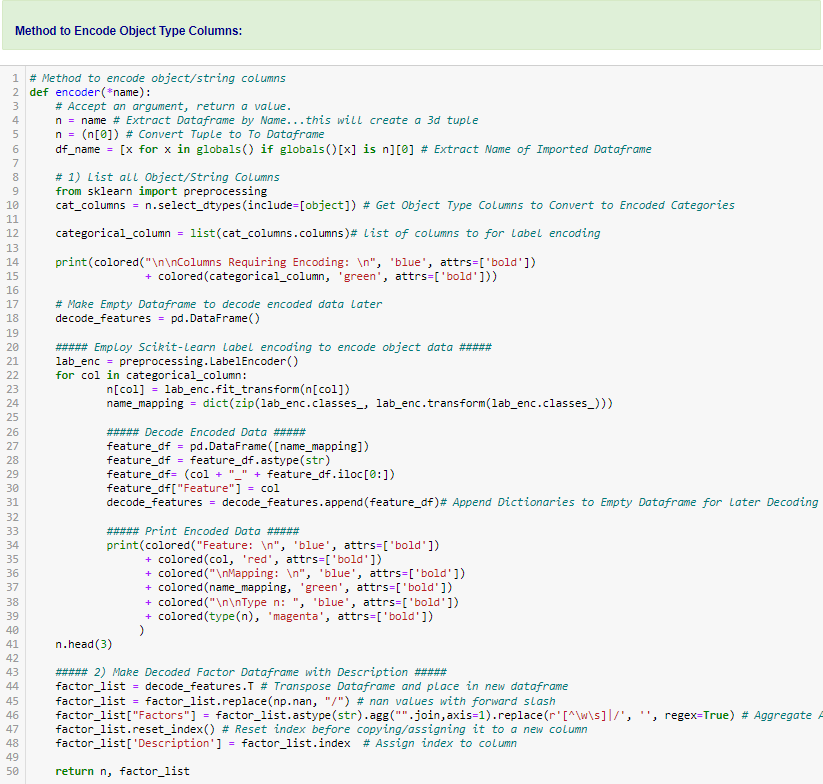 Method to Encode Object Type Columns:
1 # Method to encode object/string columns
2 def encoder(*name):
3     # Accept an argument, return a value.
4     n = name # Extract Dataframe by Name...this will create a 3d tuple
5     n = (n[0]) # Convert Tuple to To Dataframe
6     df_name = [x for x in globals() if globals()[x] is n][0] # Extract Name of Imported Dataframe
7
8     # 1) List all Object/String Columns
9     from sklearn import preprocessing
10     cat_columns = n.select_dtypes(include=[object]) # Get Object Type Columns to Convert to Encoded Categories
11
12     categorical_column = list(cat_columns.columns)# list of columns to for label encoding
13
14     print(colored("\n\nColumns Requiring Encoding: \n", 'blue', attrs=['bold'])
15                   + colored(categorical_column, 'green', attrs=['bold']))
16
17     # Make Empty Dataframe to decode encoded data later
18     decode_features = pd.DataFrame()
19
20     ##### Employ Scikit-learn label encoding to encode object data #####
21     lab_enc = preprocessing.LabelEncoder()
22     for col in categorical_column:
23             n[col] = lab_enc.fit_transform(n[col])
24             name_mapping = dict(zip(lab_enc.classes_, lab_enc.transform(lab_enc.classes_)))
25
26             ##### Decode Encoded Data #####
27             feature_df = pd.DataFrame([name_mapping])
28             feature_df = feature_df.astype(str)
29             feature_df= (col + "_" + feature_df.iloc[0:])
30             feature_df["Feature"] = col
31             decode_features = decode_features.append(feature_df)# Append Dictionaries to Empty Dataframe for Later Decoding
32
33             ##### Print Encoded Data #####
34             print(colored("Feature: \n", 'blue', attrs=['bold'])
35                   + colored(col, 'red', attrs=['bold'])
36                   + colored("\nMapping: \n", 'blue', attrs=['bold'])
37                   + colored(name_mapping, 'green', attrs=['bold'])
38                   + colored("\n\nType n: ", 'blue', attrs=['bold'])
39                   + colored(type(n), 'magenta', attrs=['bold'])
40                  )
41     n.head(3)
42
43     ##### 2) Make Decoded Factor Dataframe with Description #####
44     factor_list = decode_features.T # Transpose Dataframe and place in new dataframe
45     factor_list = factor_list.replace(np.nan, "/") # nan values with forward slash
46     factor_list["Factors"] = factor_list.astype(str).agg("".join,axis=1).replace(r'[^\w\s]|/', '', regex=True) # Aggregate
47     factor_list.reset_index() # Reset index before copying/assigning it to a new column
48     factor_list['Description'] = factor_list.index  # Assign index to column
49
50     return n, factor_list